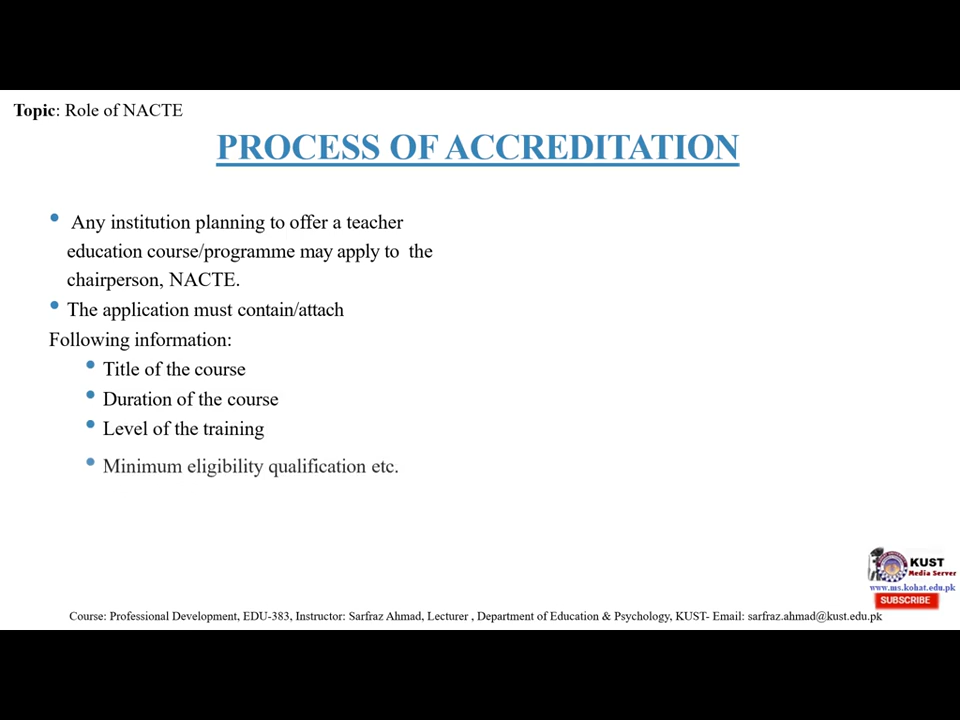 Topic: Role of NACTE
PROCESS OF ACCREDITATION
• Any institution planning to offer a teacher
education course/programme may apply to the
chairperson, NACTE.
• The application must contain/attach
Following information:
• Title of the course
• Duration of the course
• Level of the training
• Minimum eligibility qualification etc.
KUST
Media Server
www.ms.kohat.edu.pk
SUBSCRIBE
Course: Professional Development, EDU-383, Instructor: Sarfraz Ahmad, Lecturer , Department of Education & Psychology, KUST- Email: sarfraz.ahmad@kust.edu.pk